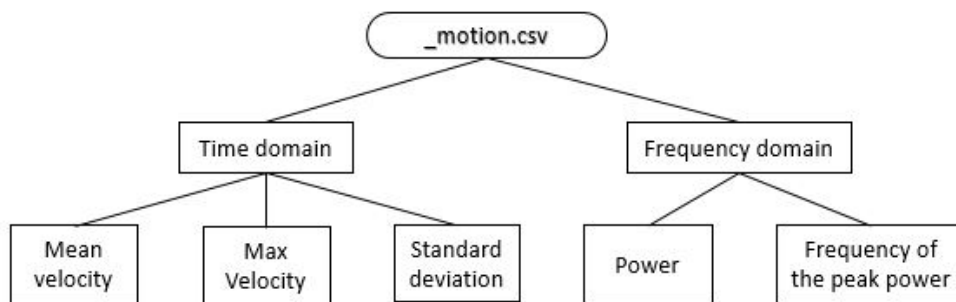 _motion.csv
Time domain
Frequency domain
Mean
velocity
Max
Velocity
Standard
deviation
Power
Frequency of
the peak power